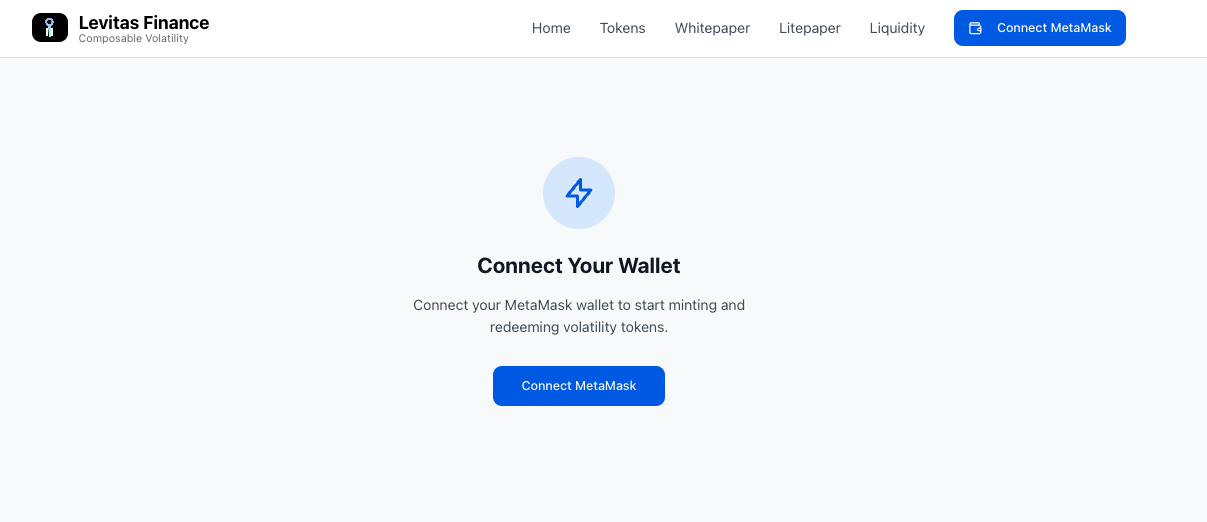 Levitas Finance
Composable Volatility
Home
Tokens
Whitepaper
Litepaper
Liquidity
Connect MetaMask
Connect Your Wallet
Connect your MetaMask wallet to start minting and
redeeming volatility tokens.
Connect MetaMask